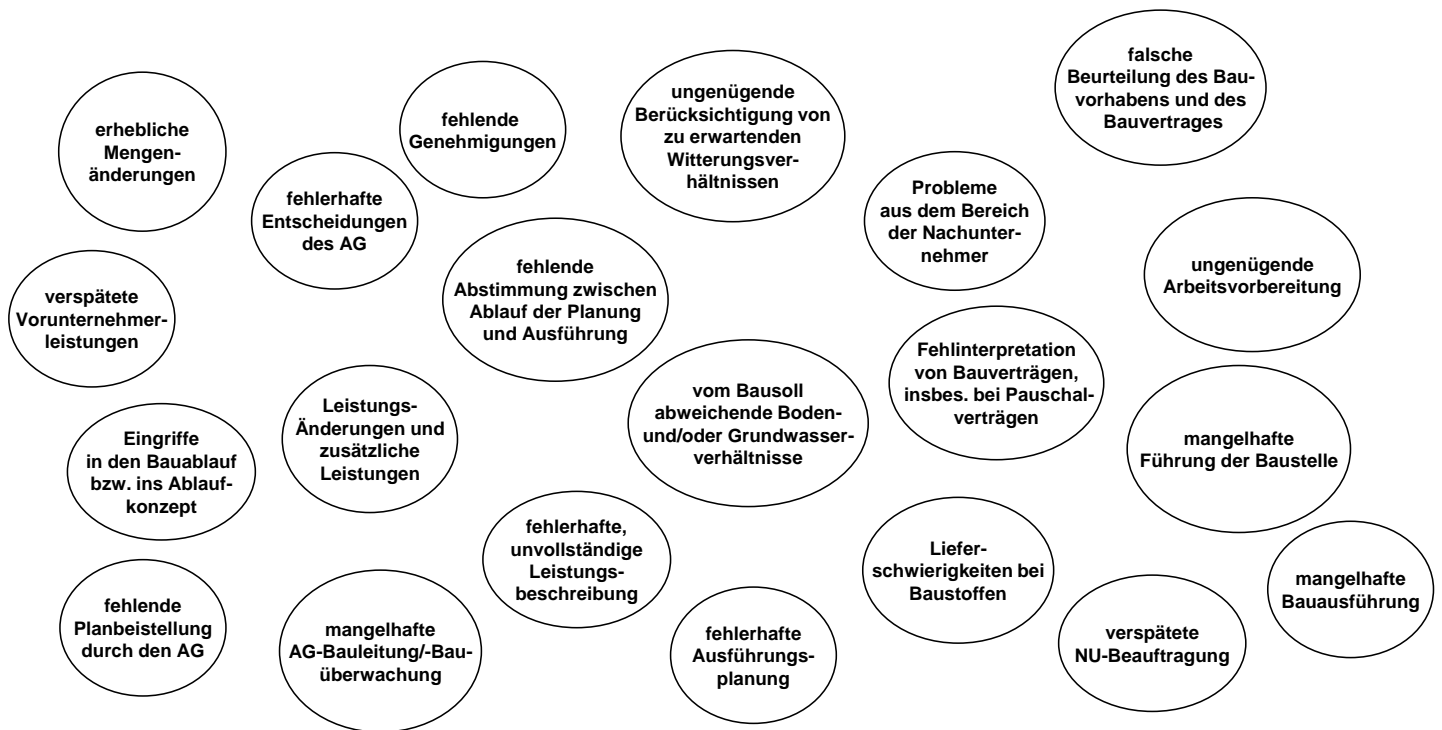 falsche
Beurteilung des Bau-
vorhabens und des
Bauvertrages
ungenügende
Berücksichtigung von
zu erwartenden
Witterungsver-
hältnissen
fehlende
Genehmigungen
erhebliche
Mengen-
änderungen
fehlerhafte
Entscheidungen
des AG
Probleme
aus dem Bereich
der Nachunter-
nehmer
ungenügende
Arbeitsvorbereitung
fehlende
Abstimmung zwischen
Ablauf der Planung
und Ausführung
verspätete
Vorunternehmer-
leistungen
Fehlinterpretation
von Bauverträgen,
insbes. bei Pauschal-
verträgen
vom Bausoll
abweichende Boden-
und/oder Grundwasser-
verhältnisse
Leistungs-
Änderungen und
zusätzliche
Leistungen
mangelhafte
Führung der Baustelle
Eingriffe
in den Bauablauf
bzw. ins Ablauf-
konzept
fehlerhafte,
unvollständige
Leistungs-
beschreibung
Liefer-
schwierigkeiten bei
Baustoffen
mangelhafte
Bauausführung
fehlende
Planbeistellung
durch den AG
mangelhafte
AG-Bauleitung/-Bau-
überwachung
fehlerhafte
Ausführungs-
planung
verspätete
NU-Beauftragung